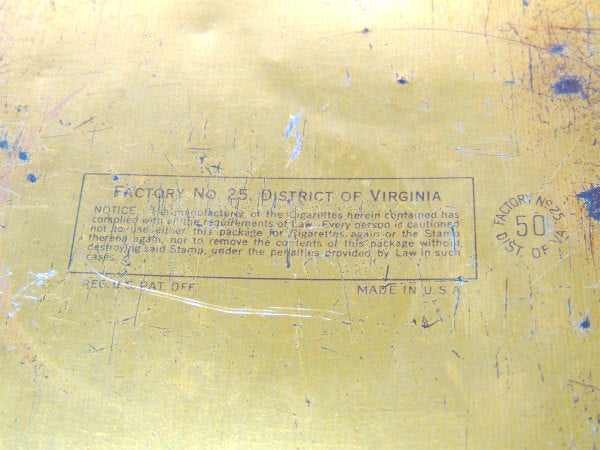 FACTORY No 25, DISTRICT OF VIRGINIA
NOTICE: The manufacturer of the Cigarettes herein contained has
complied with all the requirements of Law. Every person is cautioned
not to use either this package for Cigarettes, again or the Stamp
thereon again, nor to remove the contents of this package without
destroying said Stamp, under the penalties provided by Law in such
cases.
REG. U.S. PAT. OFF.
MADE IN U.S.A.
FACTORY No 25
50
DIST. OF VA.